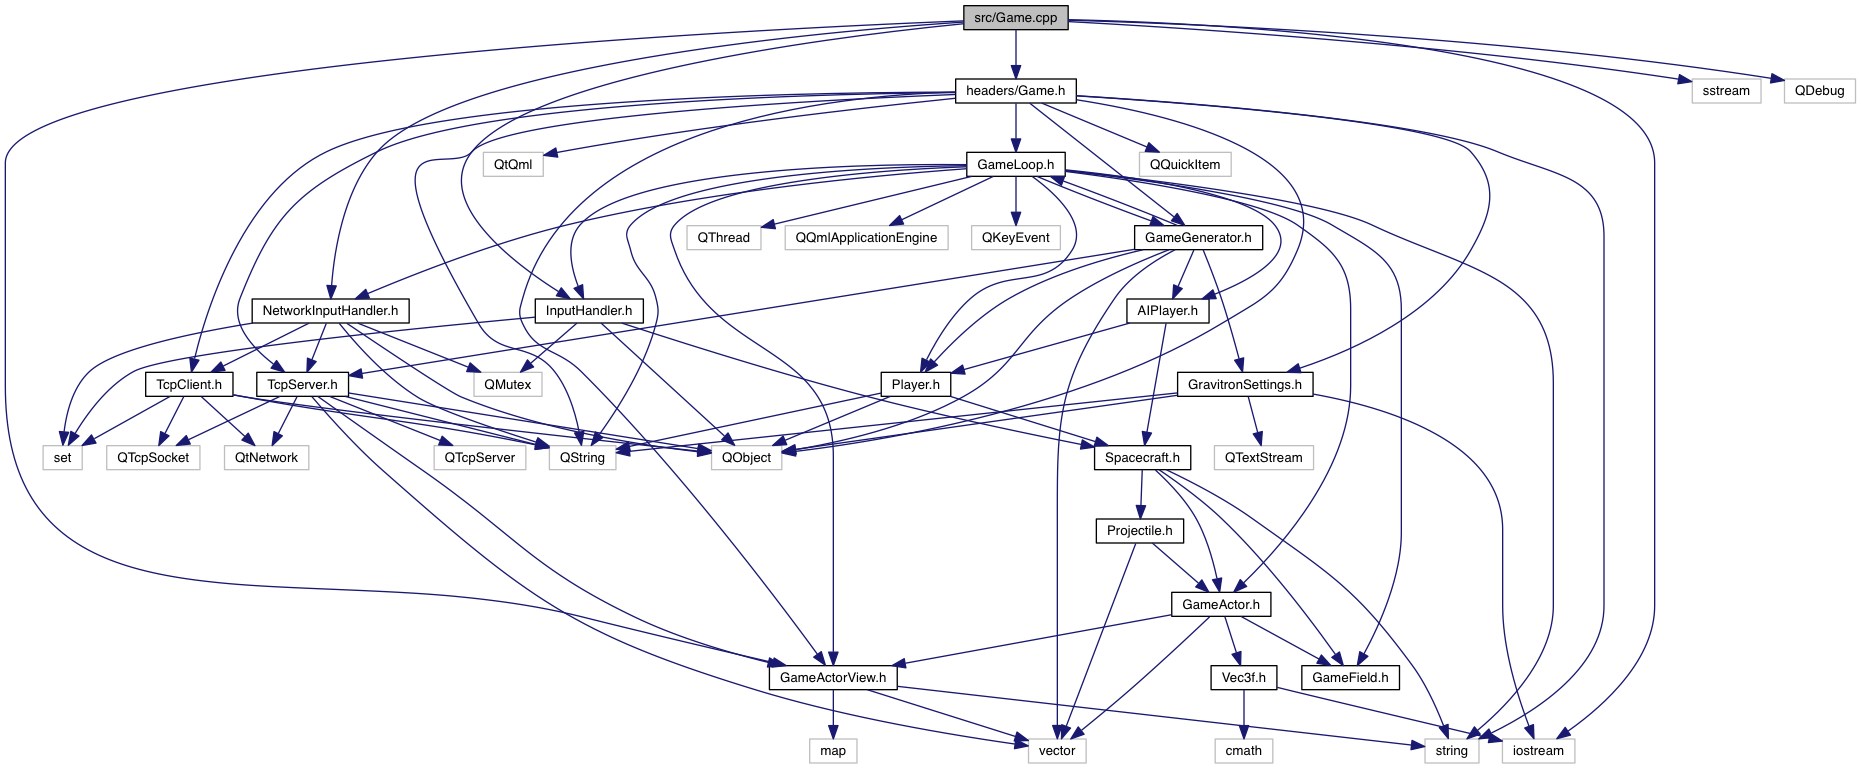 src/Game.cpp
headers/Game.h
sstream
QDebug
QtQml
GameLoop.h
QQuickItem
QThread
QQmlApplicationEngine
QKeyEvent
GameGenerator.h
NetworkInputHandler.h
InputHandler.h
AIPlayer.h
TcpClient.h
TcpServer.h
QMutex
Player.h
GravitronSettings.h
set
QTcpSocket
QtNetwork
QTcpServer
QString
QObject
Spacecraft.h
QTextStream
Projectile.h
GameActor.h
GameActorView.h
Vec3f.h
GameField.h
map
vector
cmath
string
iostream